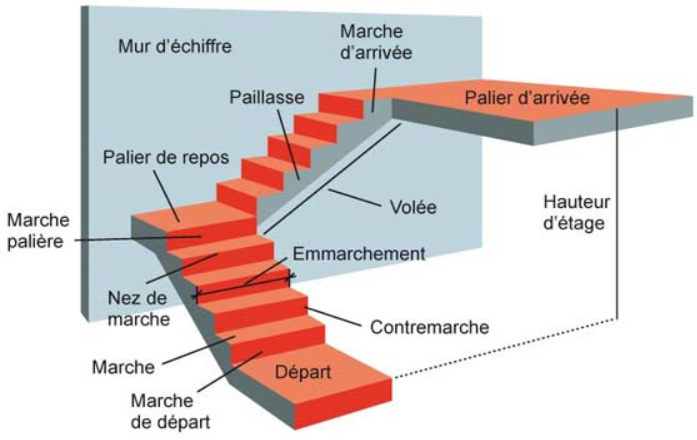 Mur d'échiffre
Marche
d'arrivée
Paillasse
Palier d'arrivée
Palier de repos
Volée
Hauteur
d'étage
Marche
palière
Emmarchement
Nez de
marche
Contremarche
Marche
Départ
Marche
de départ